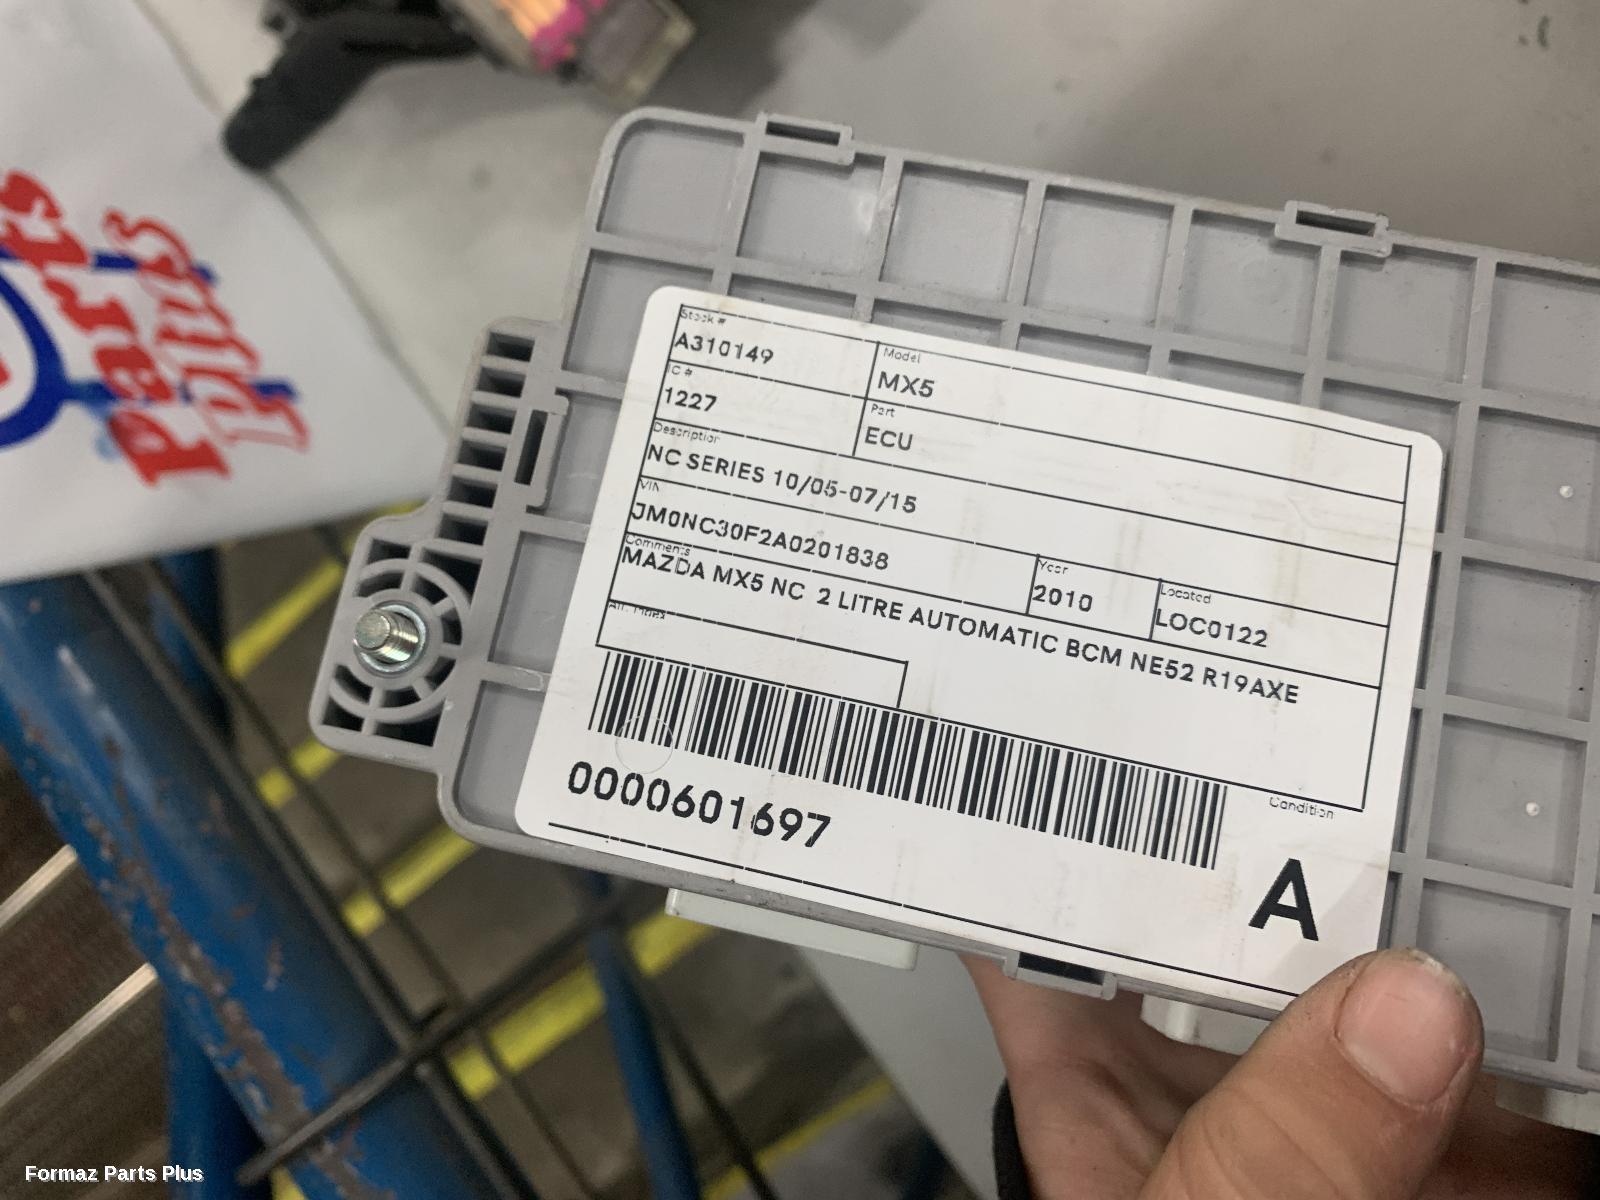 Parts
plus
Stock #
A310149
Model
MX5
IC #
1227
Part
ECU
Description
NC SERIES 10/05-07/15
VIN
JM0NC30F2A0201838
Year
2010
Located
LOC0122
Comments
MAZDA MX5 NC 2 LITRE AUTOMATIC BCM NE52 R19AXE
0000601697
Condition
A
Formaz Parts Plus